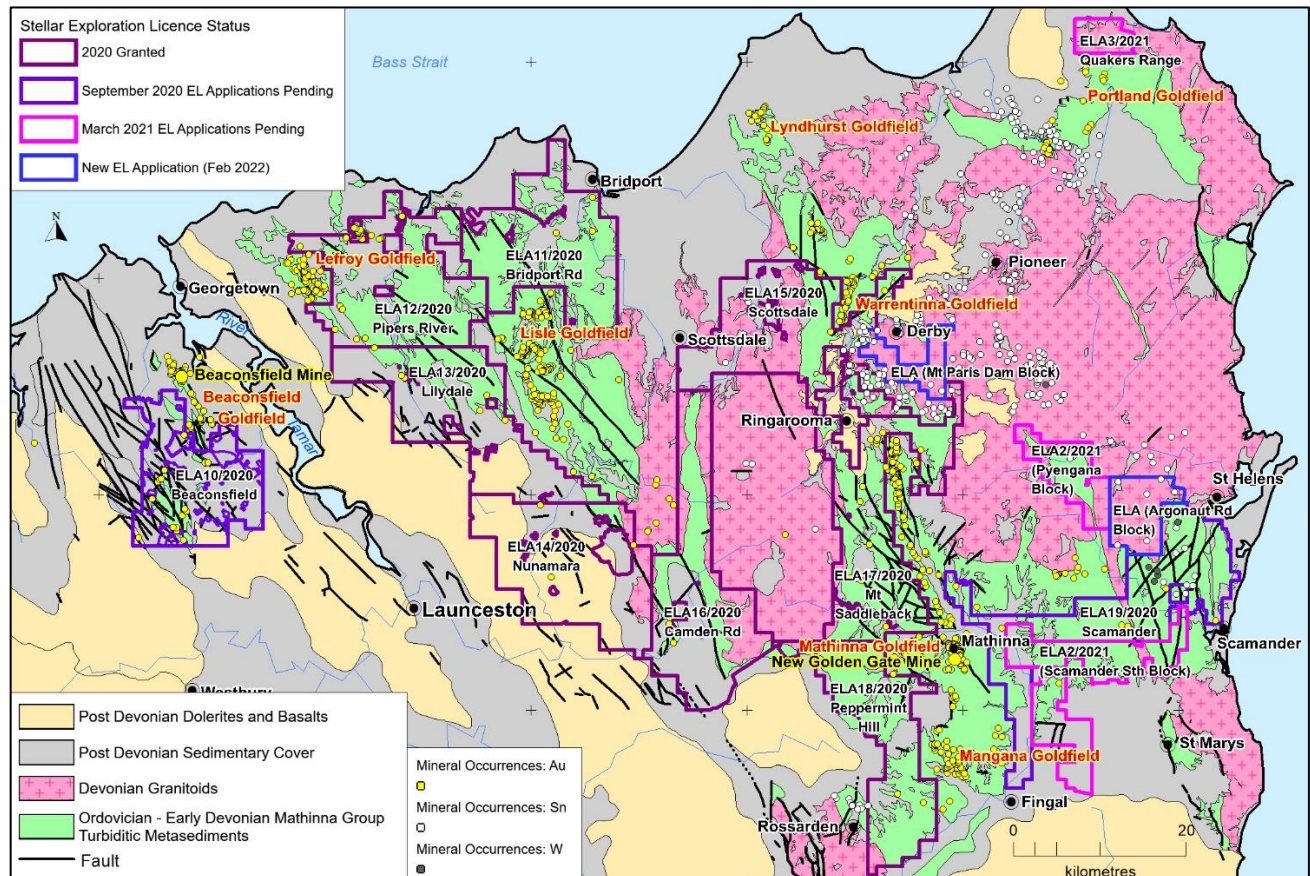 Stellar Exploration Licence Status
2020 Granted
September 2020 EL Applications Pending
March 2021 EL Applications Pending
New EL Application (Feb 2022)
Bass Strait
N
ELA3/2021
Quakers Range
Portland Goldfield
Lyndhurst Goldfield
Bridport
Lefroy Goldfield
ELA11/2020
Bridport Rd
Georgetown
Pioneer
ELA12/2020
Pipers River
ELA15/2020
Scottsdale
Warrentinna Goldfield
River
Lisle Goldfield
Scottsdale
Derby
Beaconsfield Mine
Beaconsfield
Goldfield
Tamar
ELA13/2020
Lilydale
ELA (Mt Paris Dam Block)
Ringarooma
ELA10/2020
Beaconsfield
ELA2/2021
(Pyengana
Block)
St Helens
ELA (Argonaut Rd
Block)
ELA14/2020
Nunamara
ELA17/2020
Mt
Saddleback
Launceston
ELA16/2020
Camden Rd
ELA19/2020
Scamander
Scamander
Mathinna Goldfield
Mathinna
New Golden Gate Mine
ELA2/2021
(Scamander Sth Block)
ELA18/2020
Peppermint
Hill
Westbury
St Marys
Mangana Goldfield
Fingal
Rossarden
Post Devonian Dolerites and Basalts
Post Devonian Sedimentary Cover
Devonian Granitoids
Ordovician - Early Devonian Mathinna Group
Turbiditic Metasediments
Fault
Mineral Occurrences: Au
Mineral Occurrences: Sn
Mineral Occurrences: W
0 20
kilometres